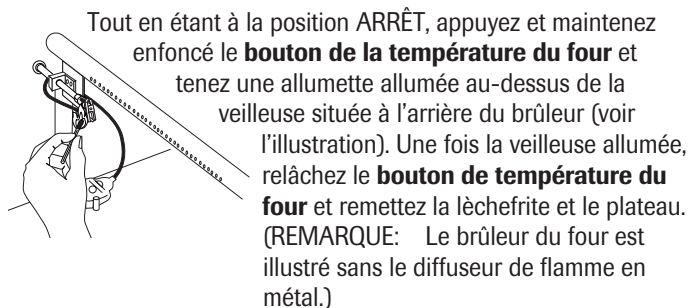 Tout en étant à la position ARRÊT, appuyez et maintenez
enfoncé le bouton de la température du four et
tenez une allumette allumée au-dessus de la
veilleuse située à l’arrière du brûleur (voir
l’illustration). Une fois la veilleuse allumée,
relâchez le bouton de température du
four et remettez la lèchefrite et le plateau.
(REMARQUE: Le brûleur du four est
illustré sans le diffuseur de flamme en
métal.)